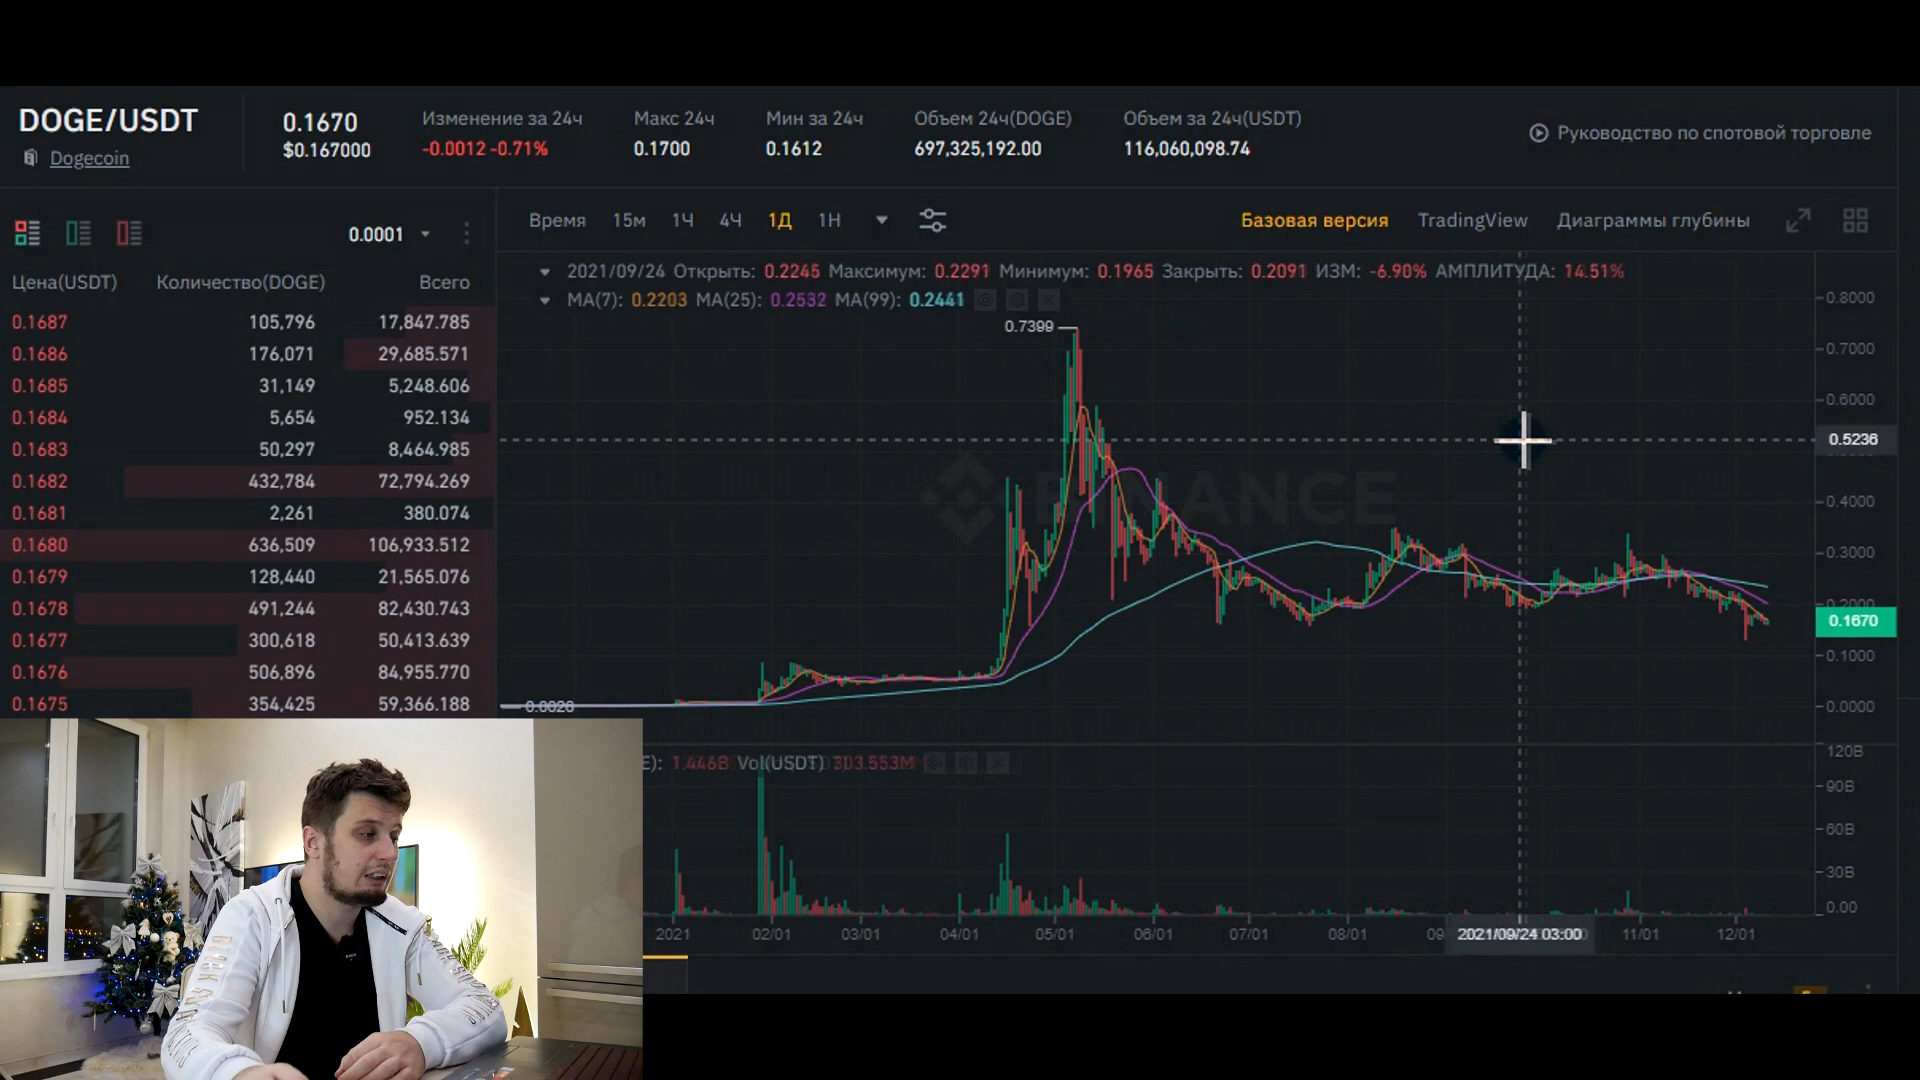 DOGE/USDT
Dogecoin
0.1670
$0.167000
Изменение за 24ч
-0.0012 -0.71%
Макс 24ч
0.1700
Мин за 24ч
0.1612
Объем 24ч(DOGE)
697,325,192.00
Объем за 24ч(USDT)
116,060,098.74
Руководство по спотовой торговле
0.0001
Цена(USDT) Количество(DOGE) Всего
0.1687 105,796 17,847.785
0.1686 176,071 29,685.571
0.1685 31,149 5,248.606
0.1684 5,654 952.134
0.1683 50,297 8,464.985
0.1682 432,784 72,794.269
0.1681 2,261 380.074
0.1680 636,509 106,933.512
0.1679 128,440 21,565.076
0.1678 491,244 82,430.743
0.1677 300,618 50,413.639
0.1676 506,896 84,955.770
0.1675 354,425 59,366.188
Время 15м 1Ч 4Ч 1Д 1Н
Базовая версия TradingView Диаграммы глубины
2021/09/24 Открыть: 0.2245 Максимум: 0.2291 Минимум: 0.1965 Закрыть: 0.2091 ИЗМ: -6.90% АМПЛИТУДА: 14.51%
MA(7): 0.2203 MA(25): 0.2532 MA(99): 0.2441
0.7399
BINANCE
0.0026
0.8000
0.7000
0.6000
0.5236
0.4000
0.3000
0.2000
0.1670
0.1000
0.0000
E): 1.446B Vol(USDT) 303.553M
120B
90B
60B
30B
0.00
2021 02/01 03/01 04/01 05/01 06/01 07/01 08/01 09 2021/09/24 03:00 11/01 12/01